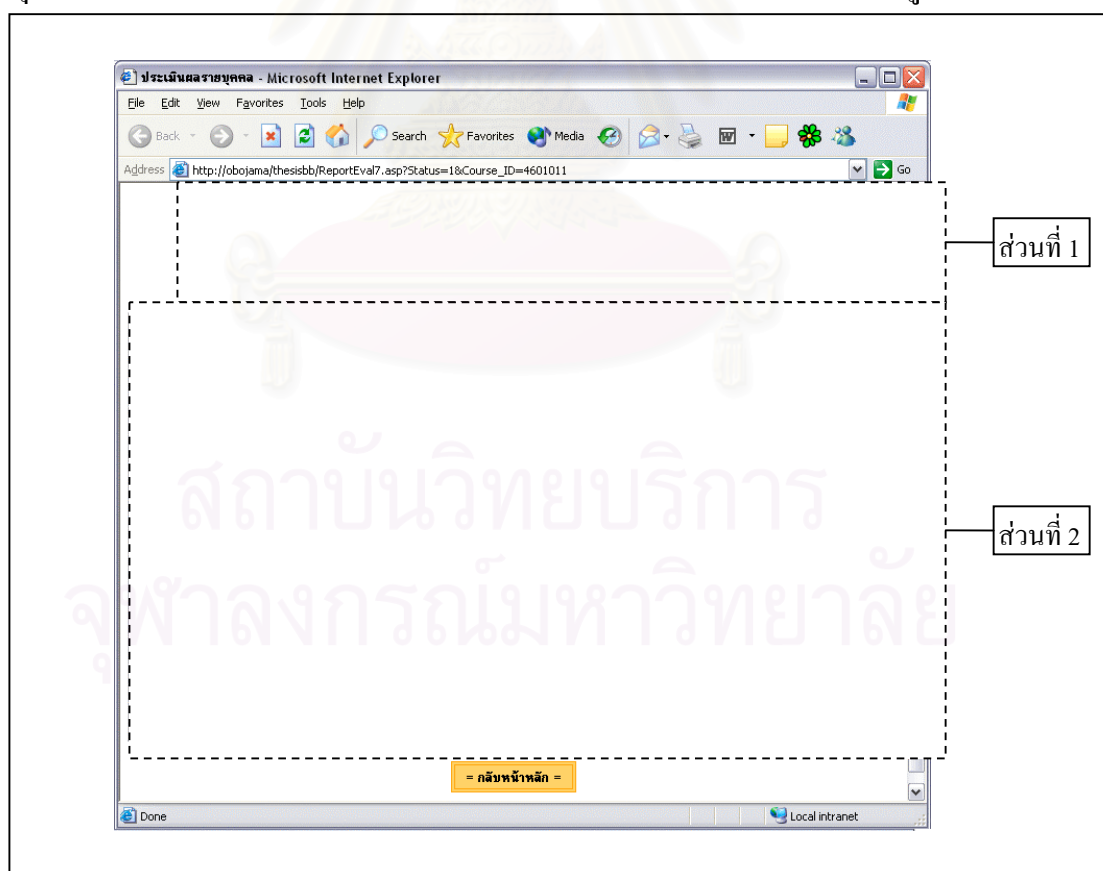 ประเมินผลรายบุคคล - Microsoft Internet Explorer
File Edit View Favorites Tools Help
Back Search Favorites Media
Address http://obojama/thesisbb/ReportEval7.asp?Status=1&Course_ID=4601011 Go
ส่วนที่ 1
สถาบันวิทยบริการ
ส่วนที่ 2
จุฬาลงกรณ์มหาวิทยาลัย
= กลับหน้าหลัก =
Done Local intranet